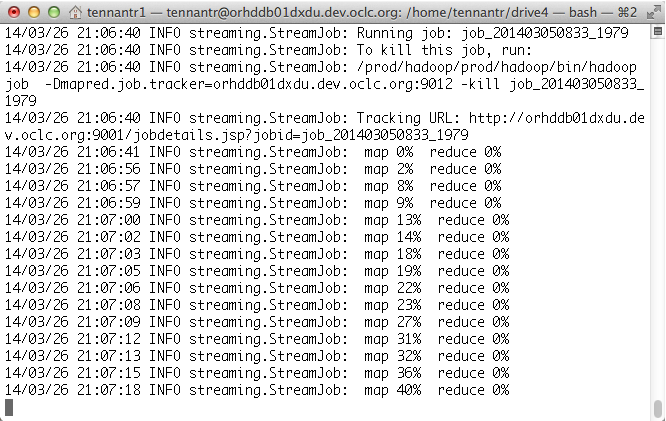 tennantr1 — tennantr@orhddb01dxdu.dev.oclc.org: /home/tennantr/drive4 — bash — ⌘2
14/03/26 21:06:40 INFO streaming.StreamJob: Running job: job_201403050833_1979
14/03/26 21:06:40 INFO streaming.StreamJob: To kill this job, run:
14/03/26 21:06:40 INFO streaming.StreamJob: /prod/hadoop/prod/hadoop/bin/hadoop
job  -Dmapred.job.tracker=orhddb01dxdu.dev.oclc.org:9012 -kill job_201403050833_
1979
14/03/26 21:06:40 INFO streaming.StreamJob: Tracking URL: http://orhddb01dxdu.de
v.oclc.org:9001/jobdetails.jsp?jobid=job_201403050833_1979
14/03/26 21:06:41 INFO streaming.StreamJob:  map 0%  reduce 0%
14/03/26 21:06:56 INFO streaming.StreamJob:  map 2%  reduce 0%
14/03/26 21:06:57 INFO streaming.StreamJob:  map 8%  reduce 0%
14/03/26 21:06:59 INFO streaming.StreamJob:  map 9%  reduce 0%
14/03/26 21:07:00 INFO streaming.StreamJob:  map 13%  reduce 0%
14/03/26 21:07:02 INFO streaming.StreamJob:  map 14%  reduce 0%
14/03/26 21:07:03 INFO streaming.StreamJob:  map 18%  reduce 0%
14/03/26 21:07:05 INFO streaming.StreamJob:  map 19%  reduce 0%
14/03/26 21:07:06 INFO streaming.StreamJob:  map 22%  reduce 0%
14/03/26 21:07:08 INFO streaming.StreamJob:  map 23%  reduce 0%
14/03/26 21:07:09 INFO streaming.StreamJob:  map 27%  reduce 0%
14/03/26 21:07:12 INFO streaming.StreamJob:  map 31%  reduce 0%
14/03/26 21:07:13 INFO streaming.StreamJob:  map 32%  reduce 0%
14/03/26 21:07:15 INFO streaming.StreamJob:  map 36%  reduce 0%
14/03/26 21:07:18 INFO streaming.StreamJob:  map 40%  reduce 0%